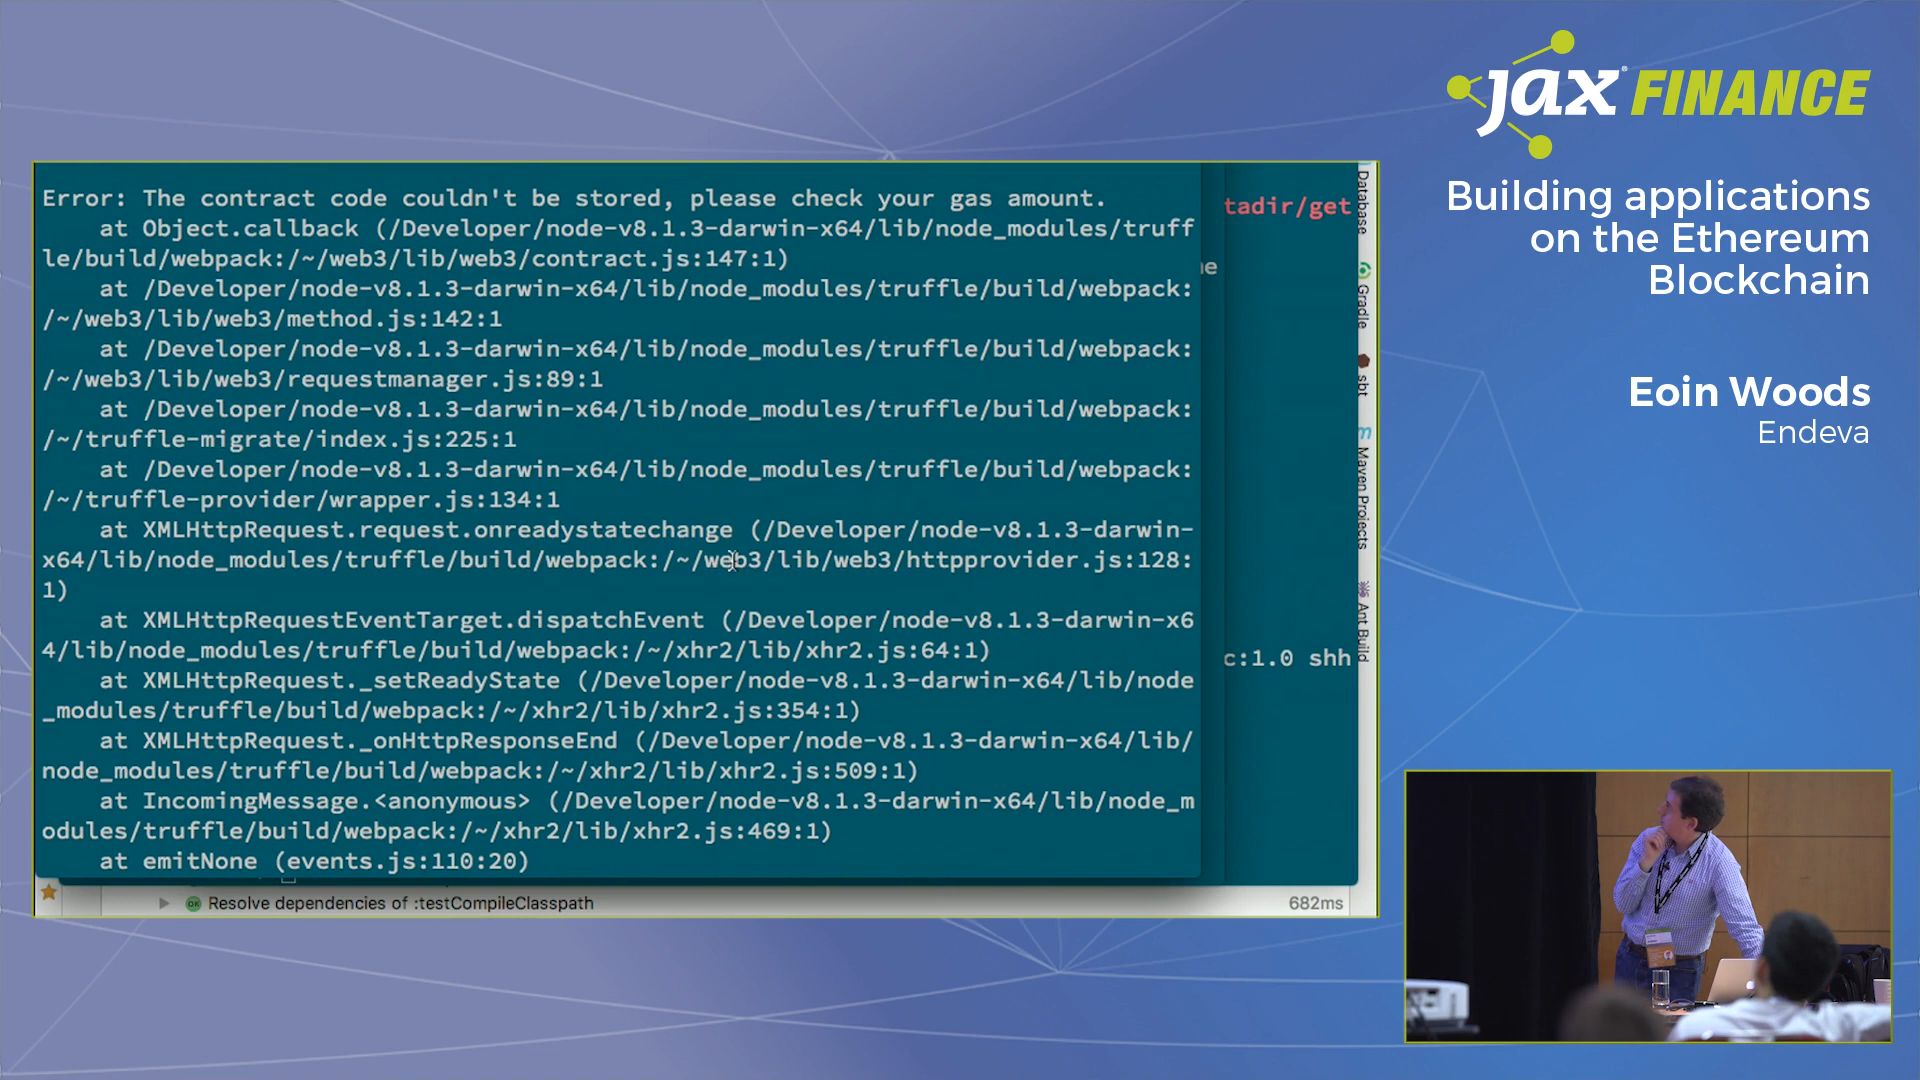 Error: The contract code couldn't be stored, please check your gas amount.
    at Object.callback (/Developer/node-v8.1.3-darwin-x64/lib/node_modules/truff
le/build/webpack:/~/web3/lib/web3/contract.js:147:1)
    at /Developer/node-v8.1.3-darwin-x64/lib/node_modules/truffle/build/webpack:
/~/web3/lib/web3/method.js:142:1
    at /Developer/node-v8.1.3-darwin-x64/lib/node_modules/truffle/build/webpack:
/~/web3/lib/web3/requestmanager.js:89:1
    at /Developer/node-v8.1.3-darwin-x64/lib/node_modules/truffle/build/webpack:
/~/truffle-migrate/index.js:225:1
    at /Developer/node-v8.1.3-darwin-x64/lib/node_modules/truffle/build/webpack:
/~/truffle-provider/wrapper.js:134:1
    at XMLHttpRequest.request.onreadystatechange (/Developer/node-v8.1.3-darwin-
x64/lib/node_modules/truffle/build/webpack:/~/web3/lib/web3/httpprovider.js:128:
1)
    at XMLHttpRequestEventTarget.dispatchEvent (/Developer/node-v8.1.3-darwin-x6
4/lib/node_modules/truffle/build/webpack:/~/xhr2/lib/xhr2.js:64:1)
    at XMLHttpRequest._setReadyState (/Developer/node-v8.1.3-darwin-x64/lib/node
_modules/truffle/build/webpack:/~/xhr2/lib/xhr2.js:354:1)
    at XMLHttpRequest._onHttpResponseEnd (/Developer/node-v8.1.3-darwin-x64/lib/
node_modules/truffle/build/webpack:/~/xhr2/lib/xhr2.js:509:1)
    at IncomingMessage.<anonymous> (/Developer/node-v8.1.3-darwin-x64/lib/node_m
odules/truffle/build/webpack:/~/xhr2/lib/xhr2.js:469:1)
    at emitNone (events.js:110:20)
tadir/get
c:1.0 shh
Database
Gradle
sbt
Maven Projects
Ant Build
OK Resolve dependencies of :testCompileClasspath 682ms
JAX® FINANCE
Building applications
on the Ethereum
Blockchain
Eoin Woods
Endeva